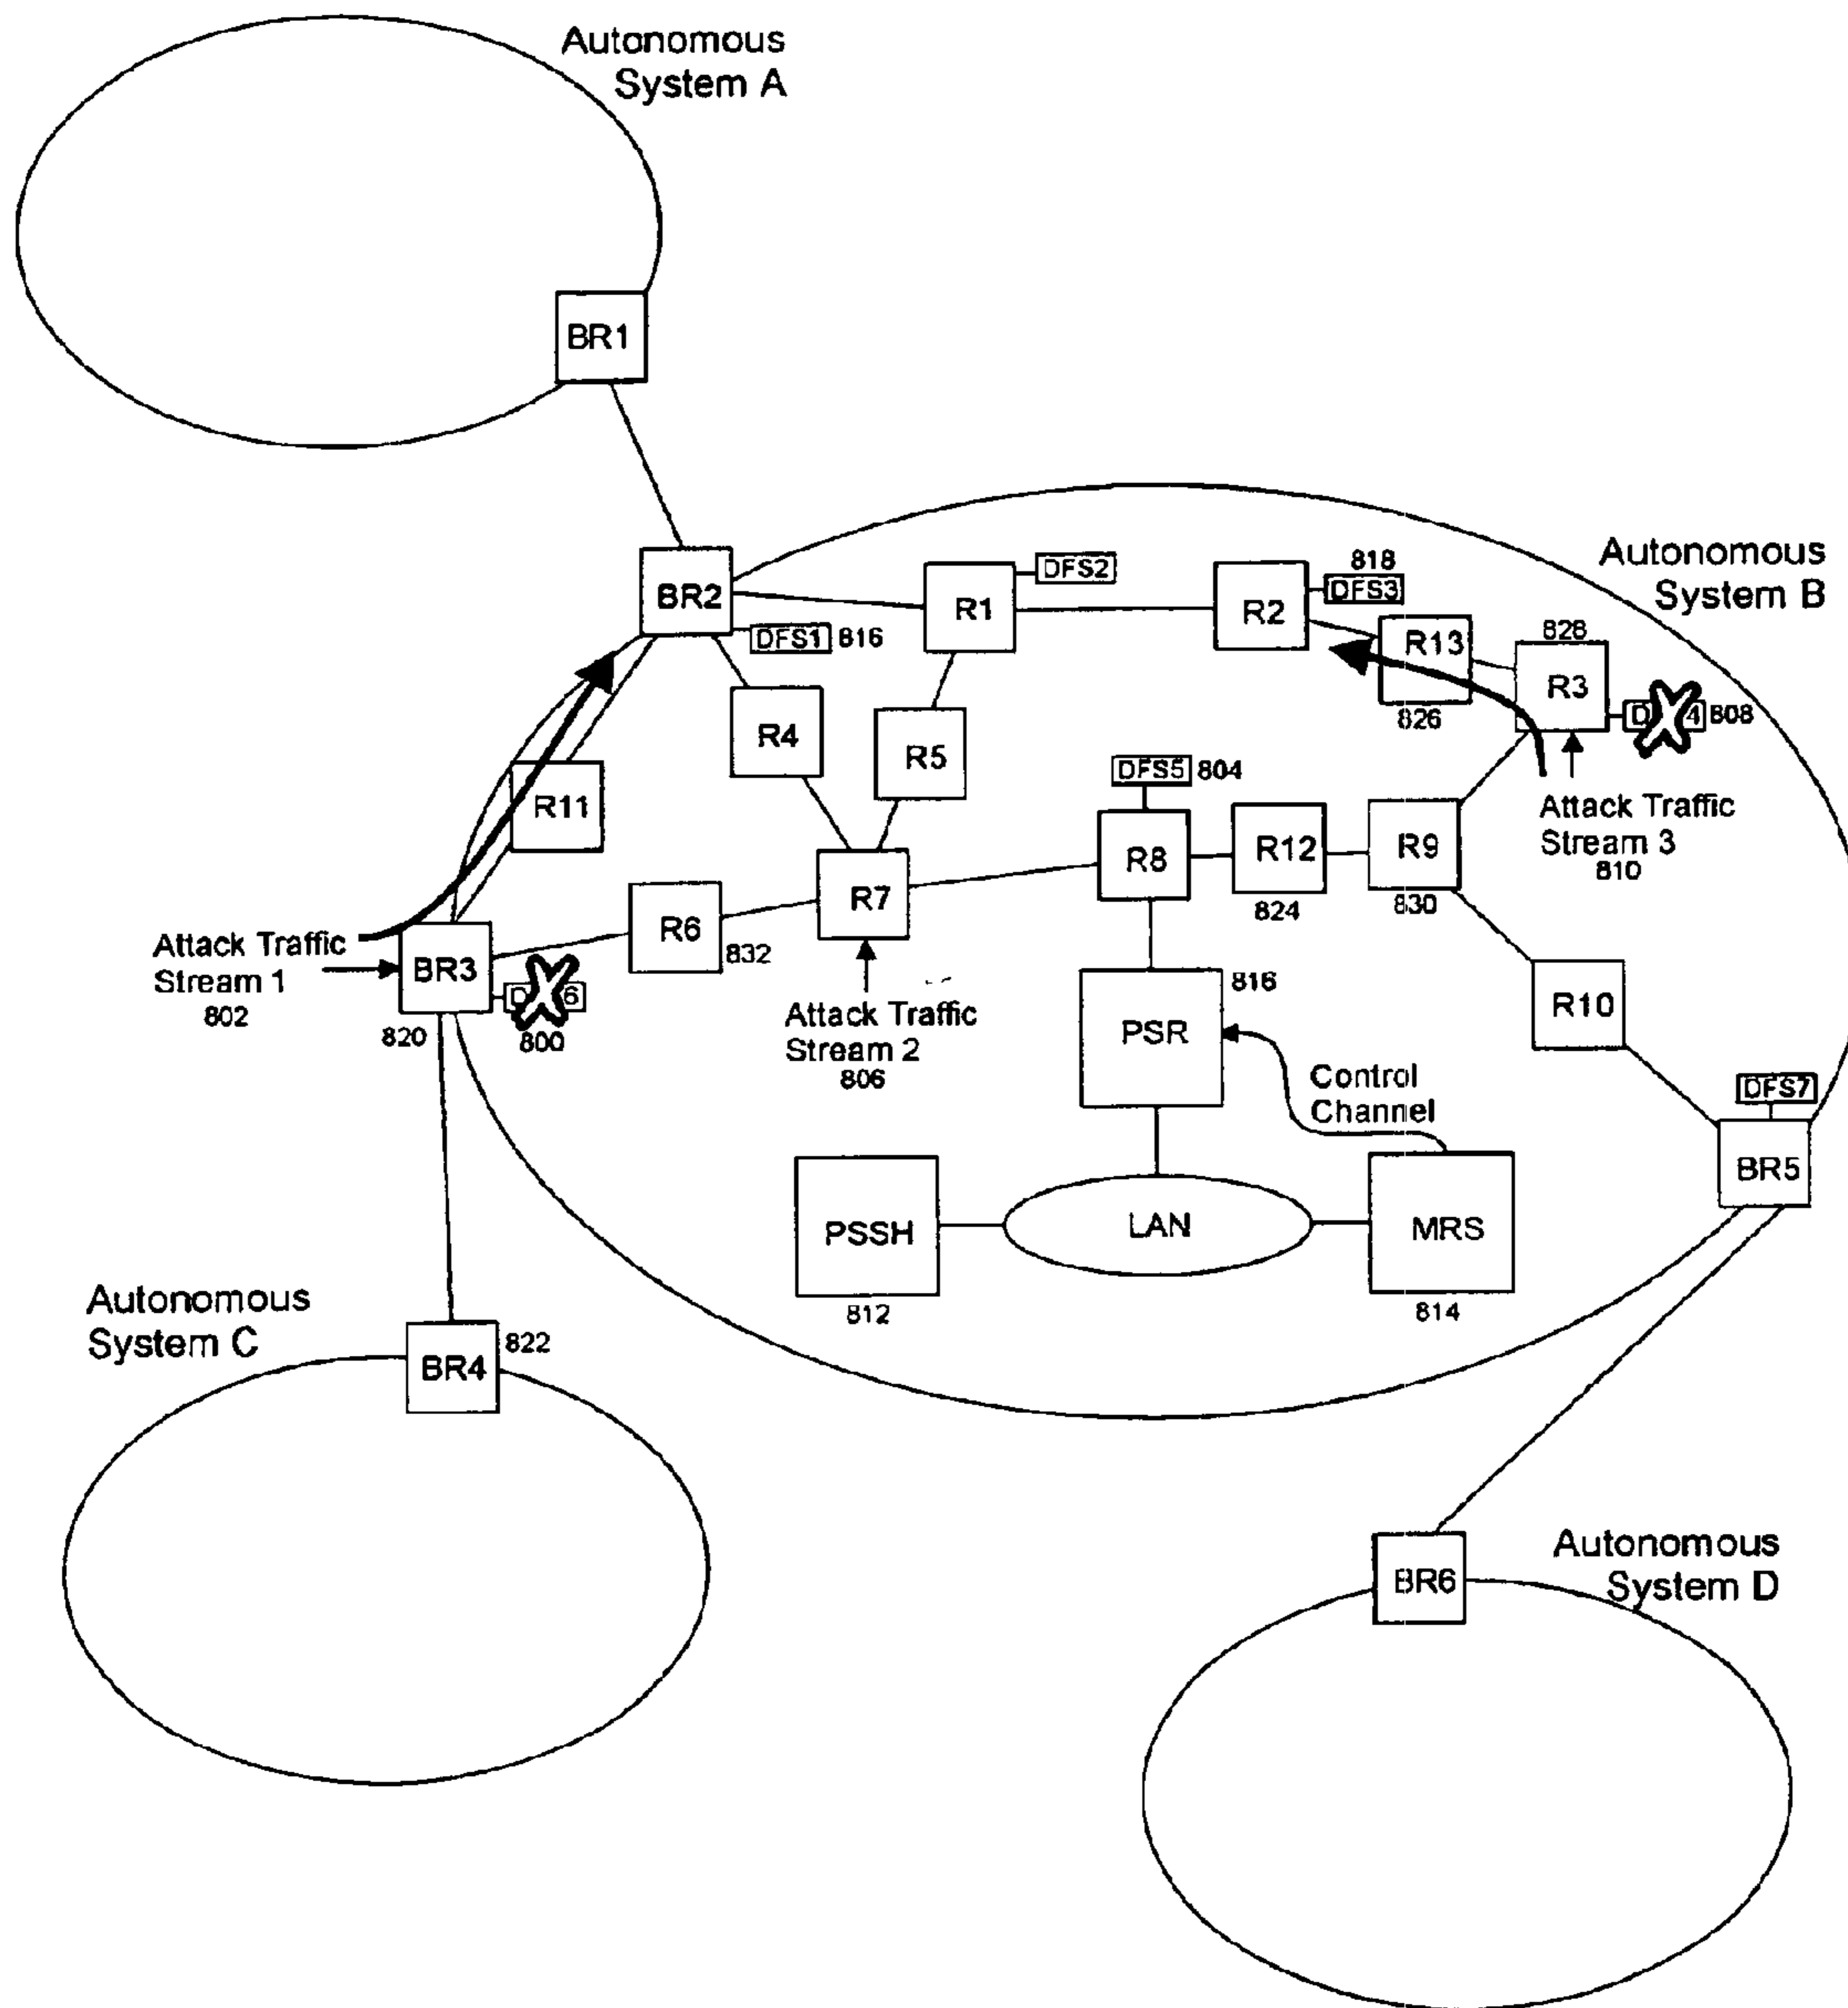 Autonomous
System A
BR1
BR2
DFS1 816
R1
DFS2
R2
818
DFS3
Autonomous
System B
R13
826
828
R3
D 4 808
R4
R5
R11
DFS5 804
R8
R12
824
R9
830
Attack Traffic
Stream 3
810
R7
R6
832
Attack Traffic
Stream 1
802
BR3
820
D 6
800
Attack Traffic
Stream 2
806
816
PSR
R10
Control
Channel
DFS7
BR5
PSSH
812
LAN
MRS
814
Autonomous
System C
BR4
822
BR6
Autonomous
System D